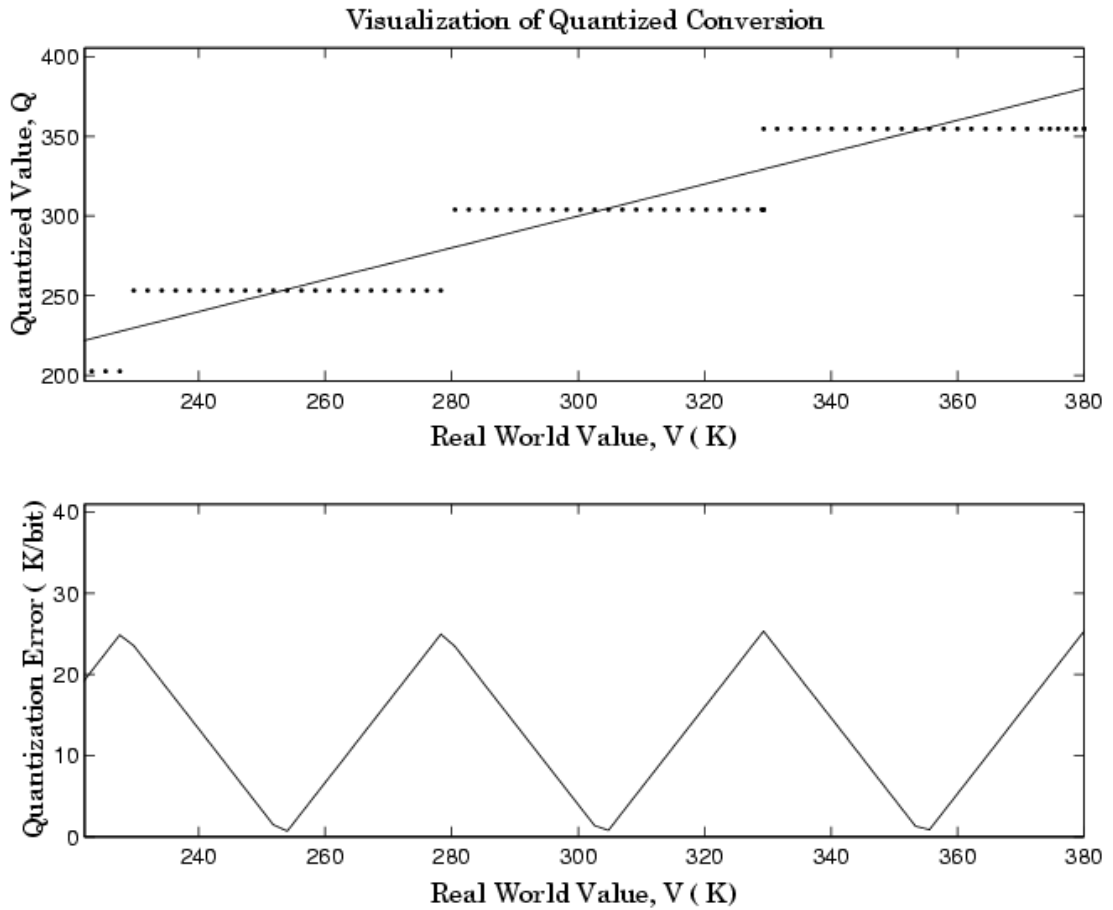 Visualization of Quantized Conversion
400
350
300
250
200
Quantized Value, Q
240 260 280 300 320 340 360 380
Real World Value, V ( K)
40
30
20
10
0
Quantization Error ( K/bit)
240 260 280 300 320 340 360 380
Real World Value, V ( K)